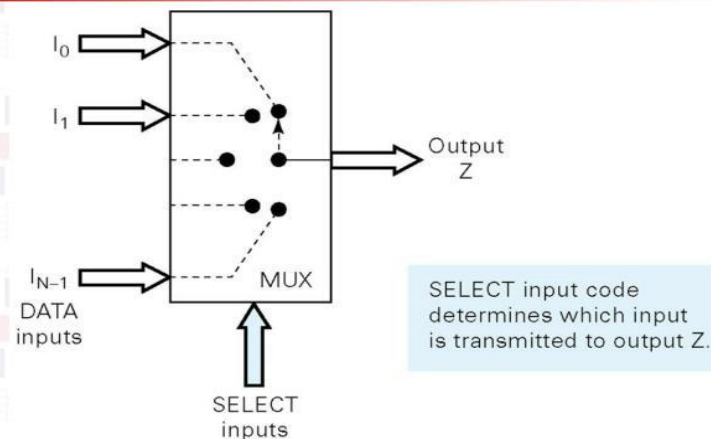 I₀
I₁
Output
Z
I_N–1
MUX
DATA
inputs
SELECT input code
determines which input
is transmitted to output Z.
SELECT
inputs